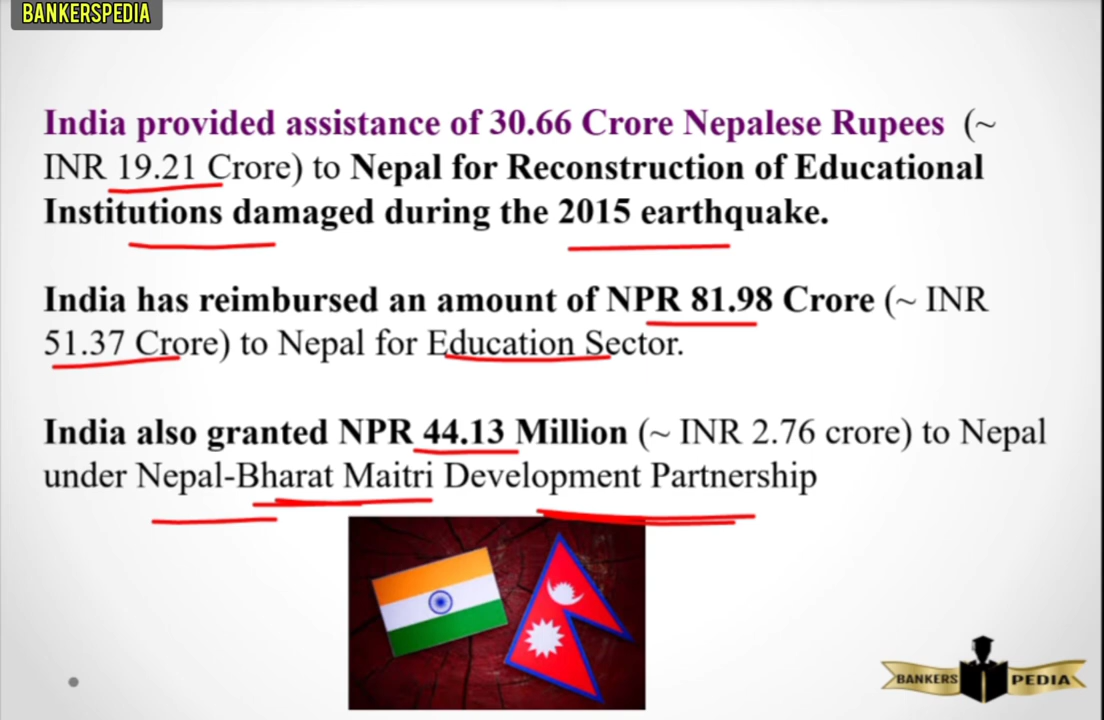 BANKERSPEDIA
India provided assistance of 30.66 Crore Nepalese Rupees (~
INR 19.21 Crore) to Nepal for Reconstruction of Educational
Institutions damaged during the 2015 earthquake.
India has reimbursed an amount of NPR 81.98 Crore (~ INR
51.37 Crore) to Nepal for Education Sector.
India also granted NPR 44.13 Million (~ INR 2.76 crore) to Nepal
under Nepal-Bharat Maitri Development Partnership
BANKERS PEDIA